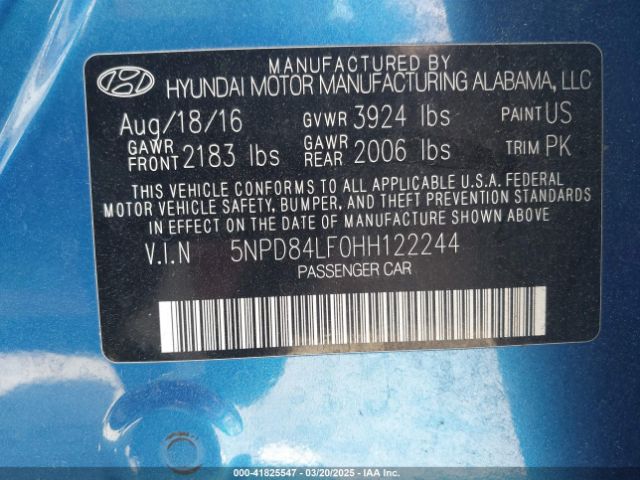 MANUFACTURED BY
HYUNDAI MOTOR MANUFACTURING ALABAMA, LLC
Aug/18/16 GVWR 3924 lbs PAINT US
GAWR FRONT 2183 lbs GAWR REAR 2006 lbs TRIM PK
THIS VEHICLE CONFORMS TO ALL APPLICABLE U.S.A. FEDERAL
MOTOR VEHICLE SAFETY, BUMPER, AND THEFT PREVENTION STANDARDS
IN EFFECT ON THE DATE OF MANUFACTURE SHOWN ABOVE.
V.I.N 5NPD84LF0HH122244
PASSENGER CAR
000-41825547 - 03/20/2025 - IAA Inc.